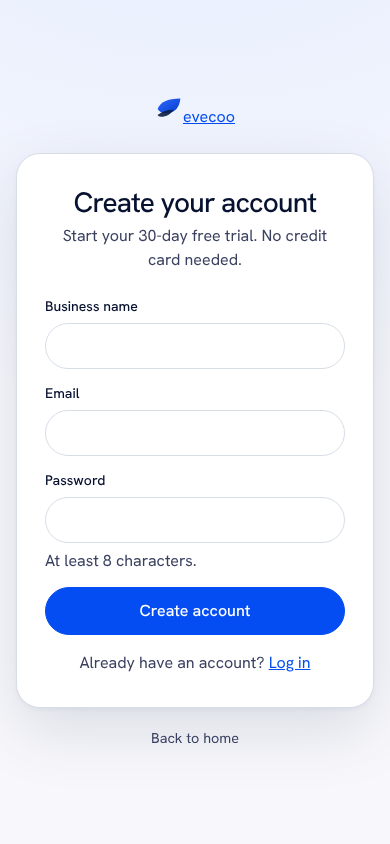 evecoo
Create your account
Start your 30-day free trial. No credit
card needed.
Business name
Email
Password
At least 8 characters.
Create account
Already have an account? Log in
Back to home